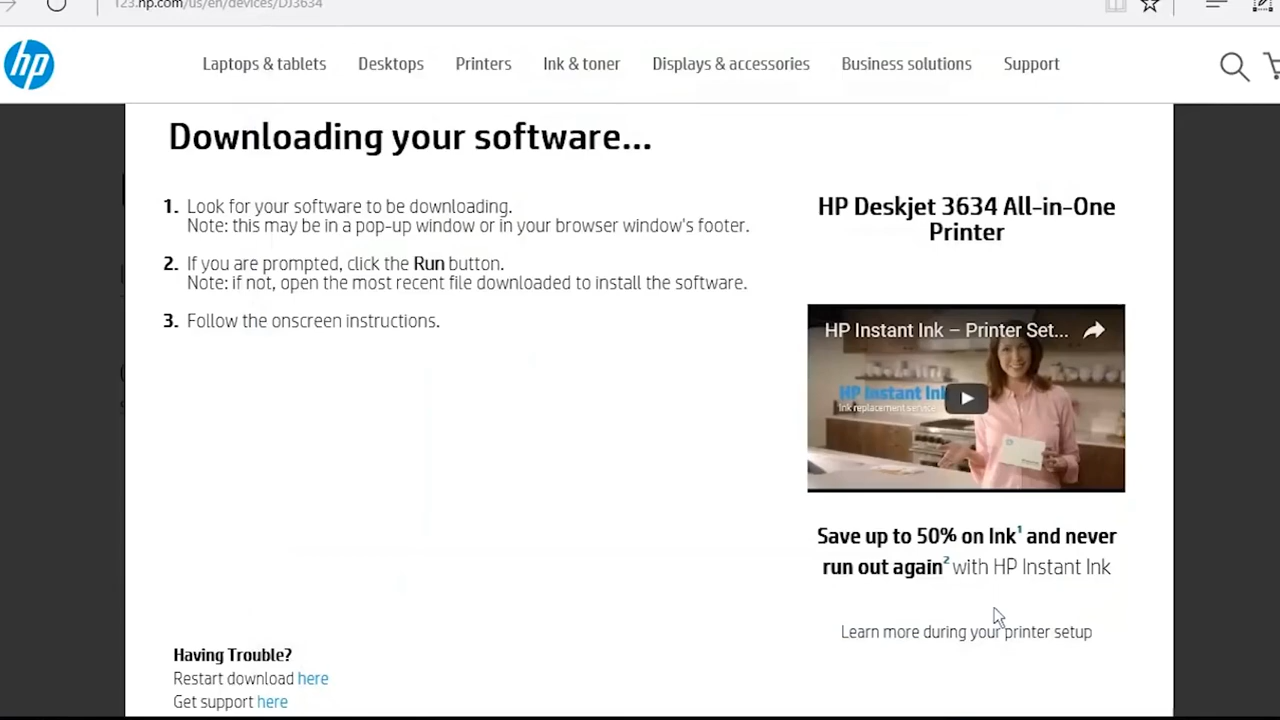 123.hp.com/us/en/devices/DJ3634
hp
Laptops & tablets
Desktops
Printers
Ink & toner
Displays & accessories
Business solutions
Support
Downloading your software...
1. Look for your software to be downloading.
Note: this may be in a pop-up window or in your browser window's footer.
2. If you are prompted, click the Run button.
Note: if not, open the most recent file downloaded to install the software.
3. Follow the onscreen instructions.
HP Deskjet 3634 All-in-One
Printer
HP Instant Ink – Printer Set...
HP Instant Ink
Ink replacement service
Save up to 50% on Ink¹ and never
run out again² with HP Instant Ink
Learn more during your printer setup
Having Trouble?
Restart download here
Get support here